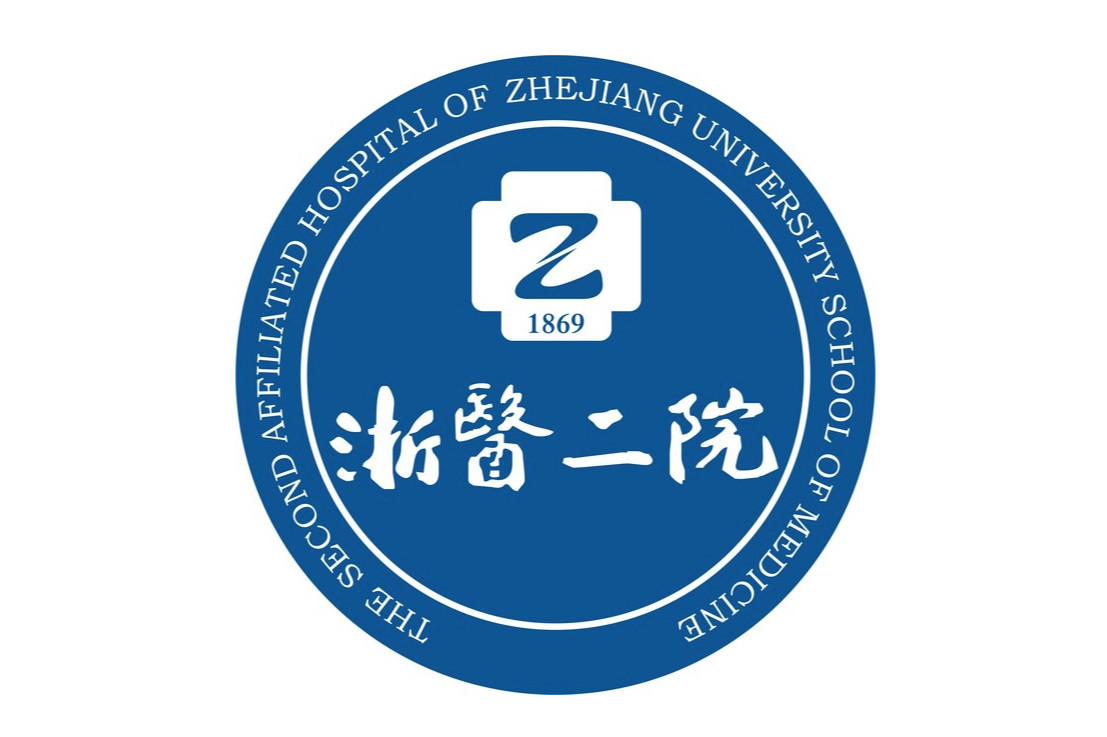 THE SECOND AFFILIATED HOSPITAL OF ZHEJIANG UNIVERSITY SCHOOL OF MEDICINE
Z
1869
浙醫二院